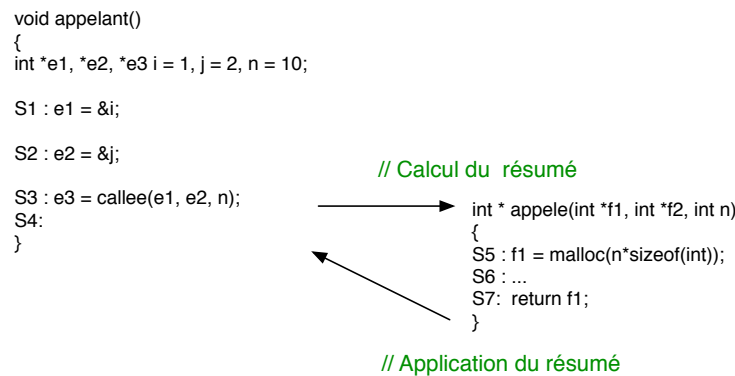 void appelant()
{
int *e1, *e2, *e3 i = 1, j = 2, n = 10;
S1 : e1 = &i;
S2 : e2 = &j;
// Calcul du résumé
S3 : e3 = callee(e1, e2, n);
S4:
}
int * appele(int *f1, int *f2, int n)
{
S5 : f1 = malloc(n*sizeof(int));
S6 : ...
S7: return f1;
}
// Application du résumé